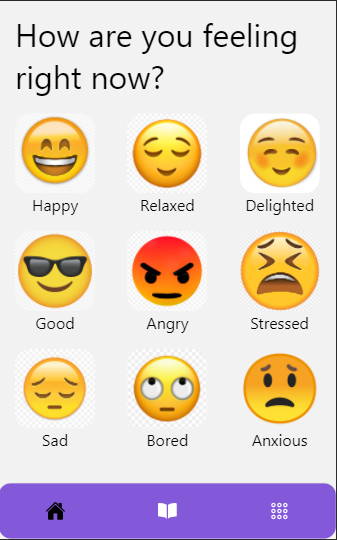 How are you feeling
right now?
Happy
Relaxed
Delighted
Good
Angry
Stressed
Sad
Bored
Anxious